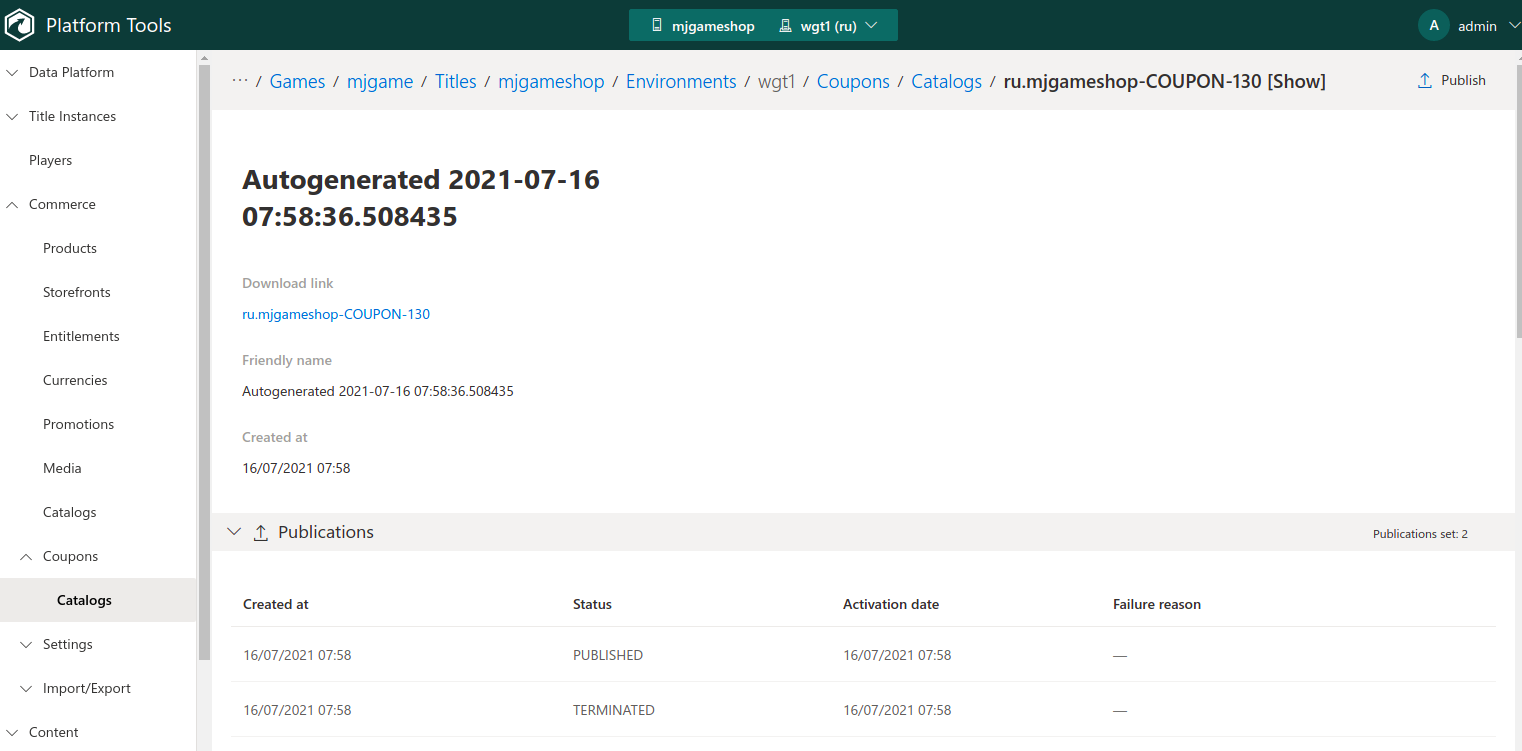 Platform Tools
mjgameshop wgt1 (ru)
A admin
Data Platform
Title Instances
Players
Commerce
Products
Storefronts
Entitlements
Currencies
Promotions
Media
Catalogs
Coupons
Catalogs
Settings
Import/Export
Content
··· / Games / mjgame / Titles / mjgameshop / Environments / wgt1 / Coupons / Catalogs / ru.mjgameshop-COUPON-130 [Show]
Publish
Autogenerated 2021-07-16
07:58:36.508435
Download link
ru.mjgameshop-COUPON-130
Friendly name
Autogenerated 2021-07-16 07:58:36.508435
Created at
16/07/2021 07:58
Publications
Publications set: 2
Created at Status Activation date Failure reason
16/07/2021 07:58 PUBLISHED 16/07/2021 07:58 —
16/07/2021 07:58 TERMINATED 16/07/2021 07:58 —